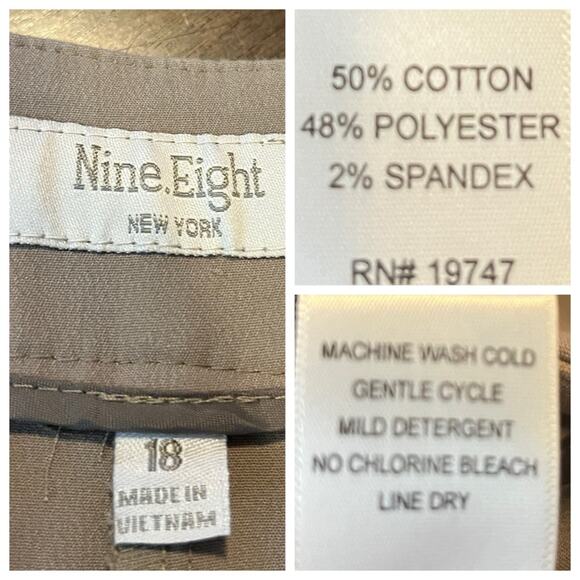 Nine.Eight
NEW YORK
18
MADE IN
VIETNAM
50% COTTON
48% POLYESTER
2% SPANDEX
RN# 19747
MACHINE WASH COLD
GENTLE CYCLE
MILD DETERGENT
NO CHLORINE BLEACH
LINE DRY